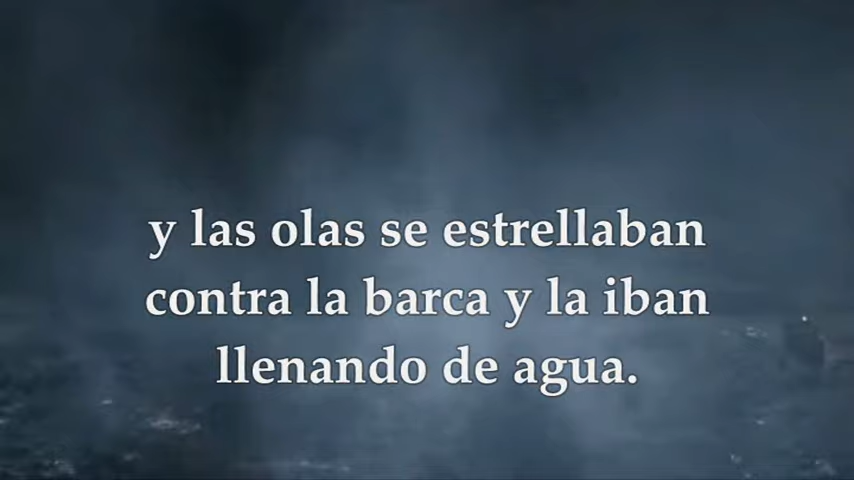 y las olas se estrellaban
contra la barca y la iban
llenando de agua.